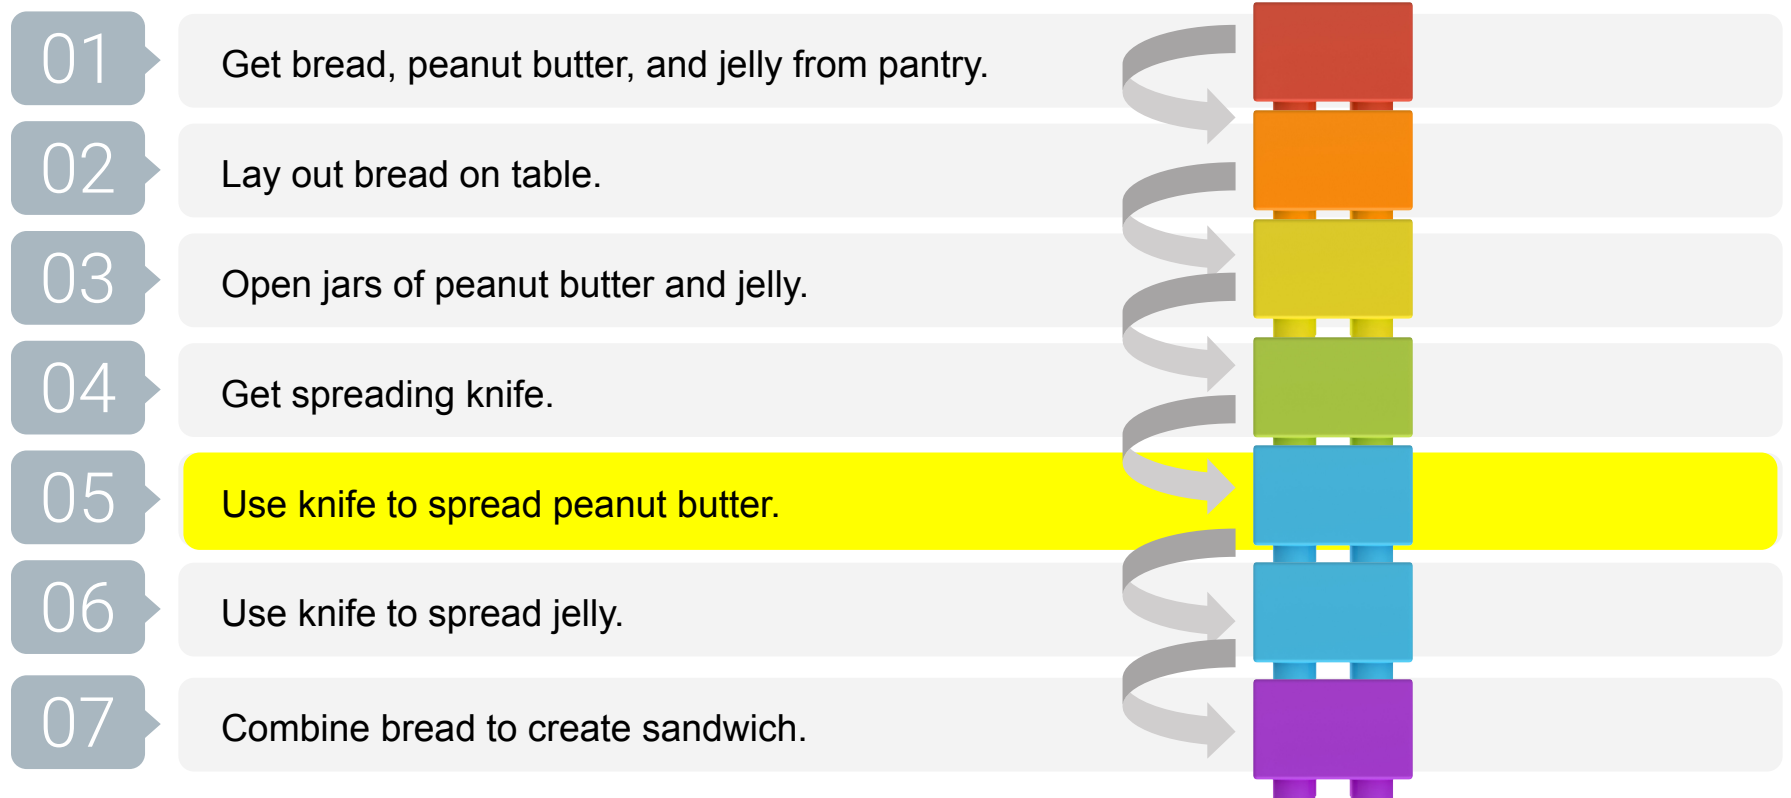 01
Get bread, peanut butter, and jelly from pantry.
02
Lay out bread on table.
03
Open jars of peanut butter and jelly.
04
Get spreading knife.
05
Use knife to spread peanut butter.
06
Use knife to spread jelly.
07
Combine bread to create sandwich.